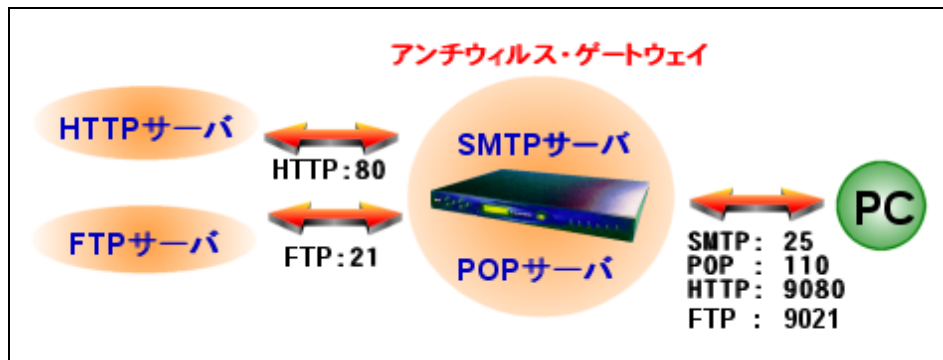 アンチウィルス・ゲートウェイ
HTTPサーバ
HTTP:80
FTPサーバ
FTP:21
SMTPサーバ
POPサーバ
PC
SMTP: 25
POP : 110
HTTP: 9080
FTP : 9021